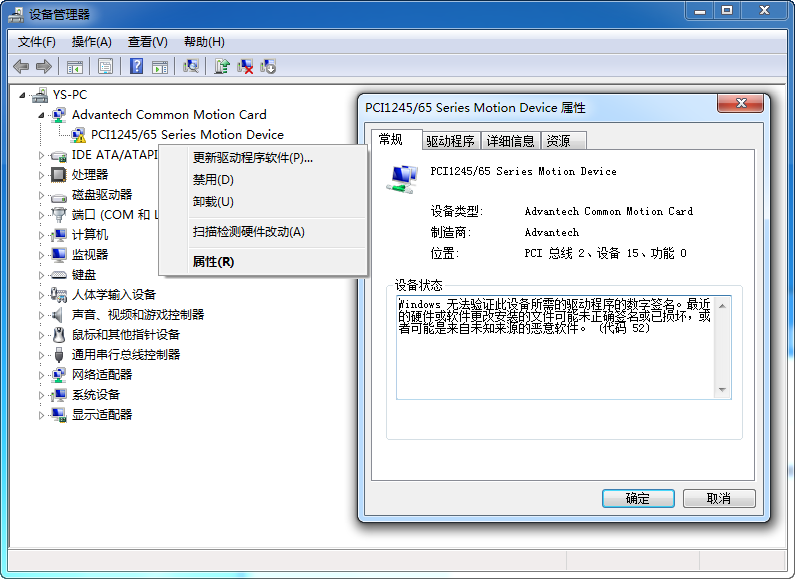 设备管理器
文件(F) 操作(A) 查看(V) 帮助(H)
YS-PC
Advantech Common Motion Card
PCI1245/65 Series Motion Device
IDE ATA/ATAPI
处理器
磁盘驱动器
端口 (COM 和 L
计算机
监视器
键盘
人体学输入设备
声音、视频和游戏控制器
鼠标和其他指针设备
通用串行总线控制器
网络适配器
系统设备
显示适配器
更新驱动程序软件(P)...
禁用(D)
卸载(U)
扫描检测硬件改动(A)
属性(R)
PCI1245/65 Series Motion Device 属性
常规 驱动程序 详细信息 资源
PCI1245/65 Series Motion Device
设备类型: Advantech Common Motion Card
制造商: Advantech
位置: PCI 总线 2、设备 15、功能 0
设备状态
Windows 无法验证此设备所需的驱动程序的数字签名。最近
的硬件或软件更改安装的文件可能未正确签名或已损坏，或
者可能是来自未知来源的恶意软件。 (代码 52)
确定 取消